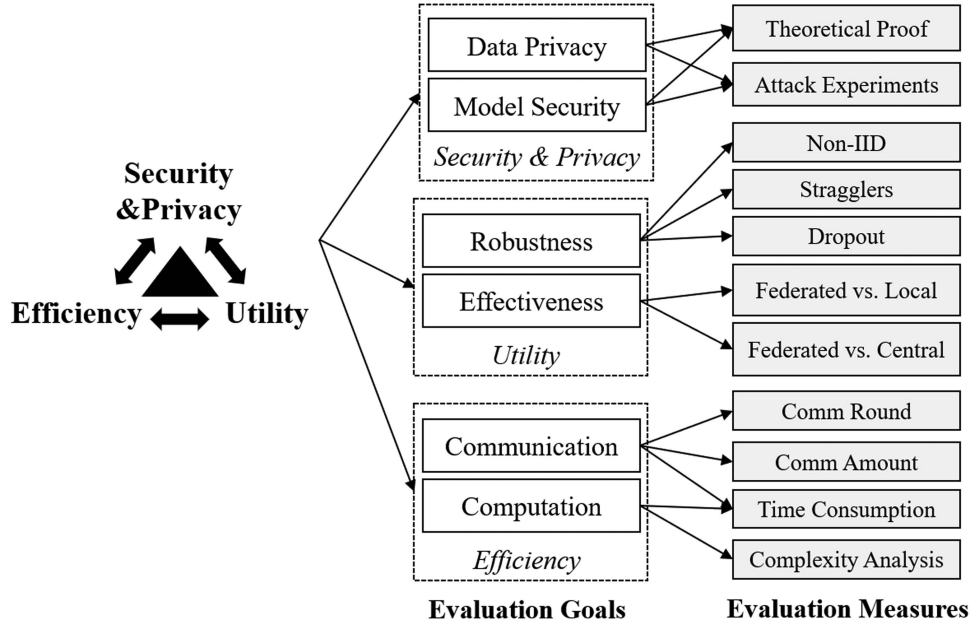 Security
&Privacy
Efficiency
Utility
Data Privacy
Model Security
Security & Privacy
Robustness
Effectiveness
Utility
Communication
Computation
Efficiency
Evaluation Goals
Theoretical Proof
Attack Experiments
Non-IID
Stragglers
Dropout
Federated vs. Local
Federated vs. Central
Comm Round
Comm Amount
Time Consumption
Complexity Analysis
Evaluation Measures